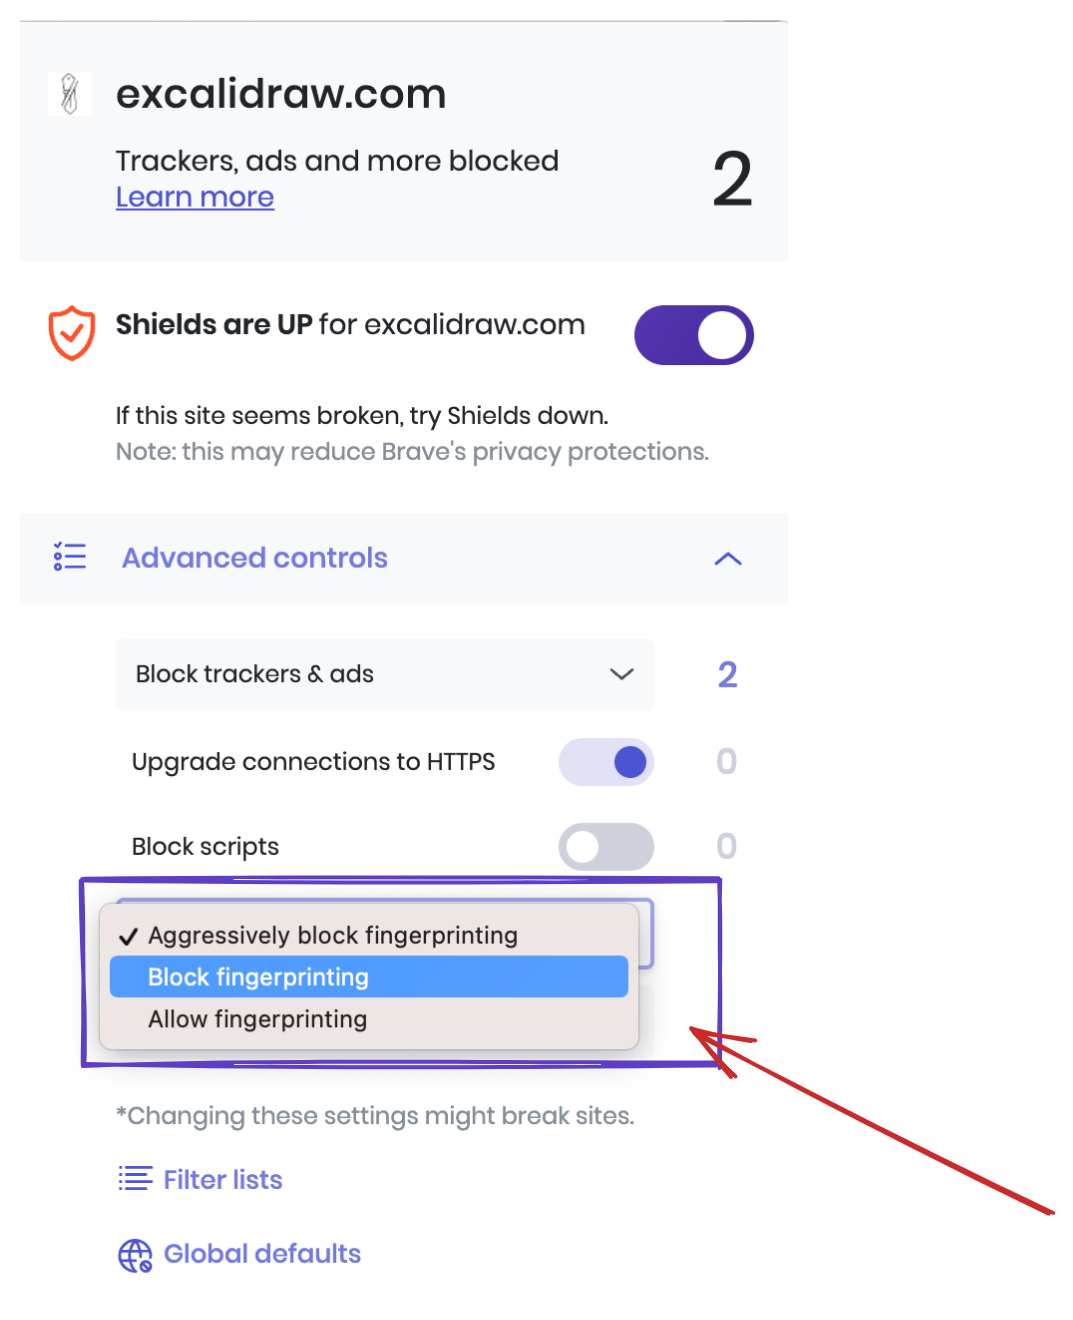 excalidraw.com
Trackers, ads and more blocked
Learn more
2
Shields are UP for excalidraw.com
If this site seems broken, try Shields down.
Note: this may reduce Brave's privacy protections.
Advanced controls
Block trackers & ads
2
Upgrade connections to HTTPS
0
Block scripts
0
Aggressively block fingerprinting
Block fingerprinting
Allow fingerprinting
*Changing these settings might break sites.
Filter lists
Global defaults